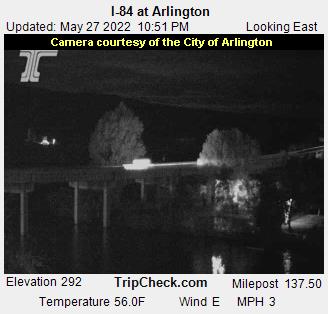 I-84 at Arlington
Updated: May 27 2022 10:51 PM Looking East
Camera courtesy of the City of Arlington
Elevation 292 TripCheck.com Milepost 137.50
Temperature 56.0F Wind E MPH 3